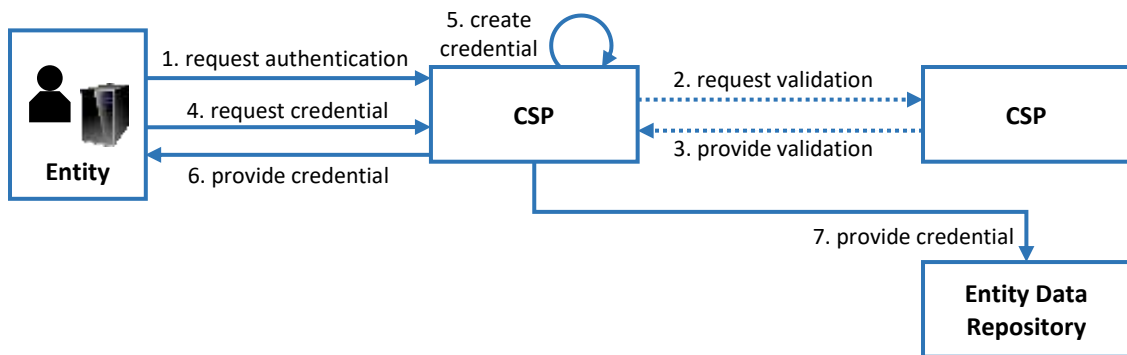 5. create
credential
1. request authentication
2. request validation
4. request credential
CSP
CSP
3. provide validation
Entity
6. provide credential
7. provide credential
Entity Data
Repository